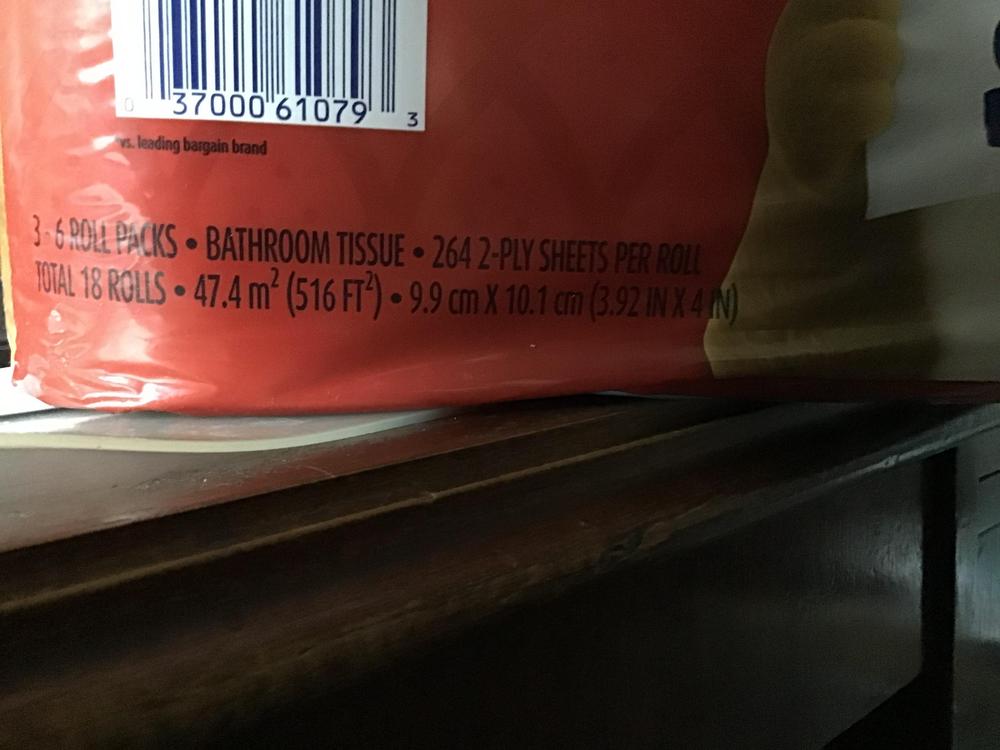 0 37000 61079 3
*vs. leading bargain brand
3 - 6 ROLL PACKS • BATHROOM TISSUE • 264 2-PLY SHEETS PER ROLL
TOTAL 18 ROLLS • 47.4 m² (516 FT²) • 9.9 cm X 10.1 cm (3.92 IN X 4 IN)